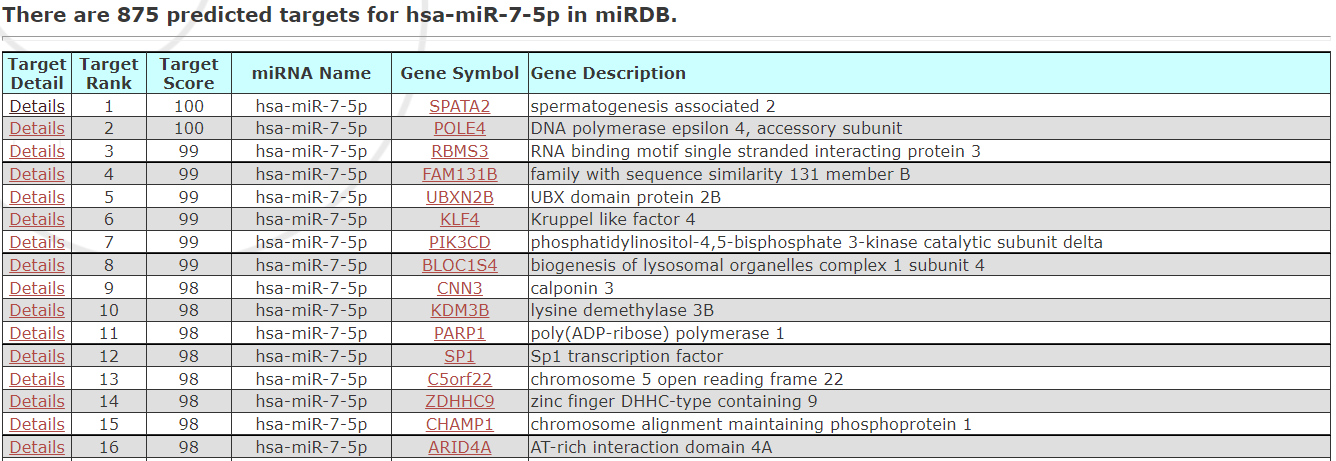 There are 875 predicted targets for hsa-miR-7-5p in miRDB.
Target Detail Target Rank Target Score miRNA Name Gene Symbol Gene Description
Details 1 100 hsa-miR-7-5p SPATA2 spermatogenesis associated 2
Details 2 100 hsa-miR-7-5p POLE4 DNA polymerase epsilon 4, accessory subunit
Details 3 99 hsa-miR-7-5p RBMS3 RNA binding motif single stranded interacting protein 3
Details 4 99 hsa-miR-7-5p FAM131B family with sequence similarity 131 member B
Details 5 99 hsa-miR-7-5p UBXN2B UBX domain protein 2B
Details 6 99 hsa-miR-7-5p KLF4 Kruppel like factor 4
Details 7 99 hsa-miR-7-5p PIK3CD phosphatidylinositol-4,5-bisphosphate 3-kinase catalytic subunit delta
Details 8 99 hsa-miR-7-5p BLOC1S4 biogenesis of lysosomal organelles complex 1 subunit 4
Details 9 98 hsa-miR-7-5p CNN3 calponin 3
Details 10 98 hsa-miR-7-5p KDM3B lysine demethylase 3B
Details 11 98 hsa-miR-7-5p PARP1 poly(ADP-ribose) polymerase 1
Details 12 98 hsa-miR-7-5p SP1 Sp1 transcription factor
Details 13 98 hsa-miR-7-5p C5orf22 chromosome 5 open reading frame 22
Details 14 98 hsa-miR-7-5p ZDHHC9 zinc finger DHHC-type containing 9
Details 15 98 hsa-miR-7-5p CHAMP1 chromosome alignment maintaining phosphoprotein 1
Details 16 98 hsa-miR-7-5p ARID4A AT-rich interaction domain 4A